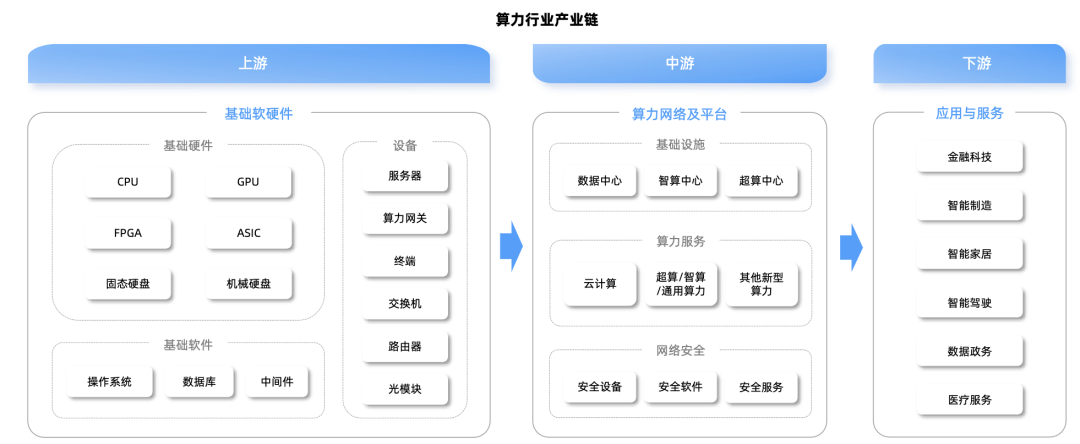 算力行业产业链
上游
中游
下游
基础软硬件
基础硬件
CPU
GPU
FPGA
ASIC
固态硬盘
机械硬盘
基础软件
操作系统
数据库
中间件
设备
服务器
算力网关
终端
交换机
路由器
光模块
算力网络及平台
基础设施
数据中心
智算中心
超算中心
算力服务
云计算
超算/智算
/通用算力
其他新型
算力
网络安全
安全设备
安全软件
安全服务
应用与服务
金融科技
智能制造
智能家居
智能驾驶
数据政务
医疗服务